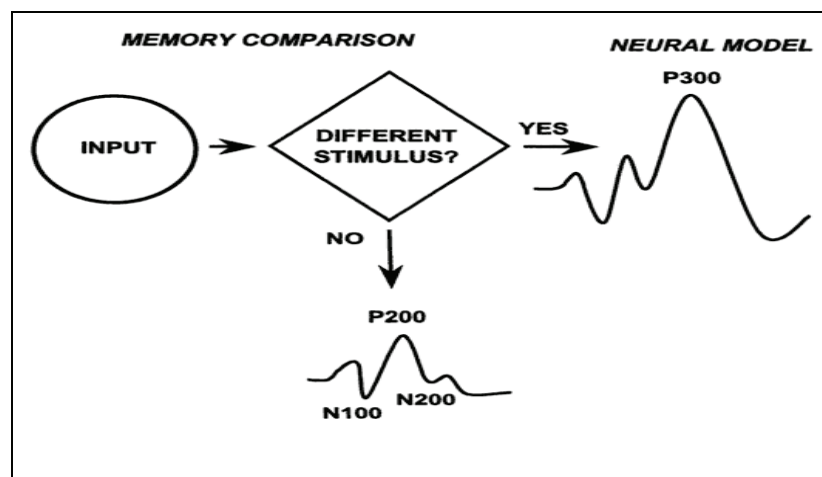 MEMORY COMPARISON
NEURAL MODEL
P300
INPUT
DIFFERENT
STIMULUS?
YES
NO
P200
N100
N200